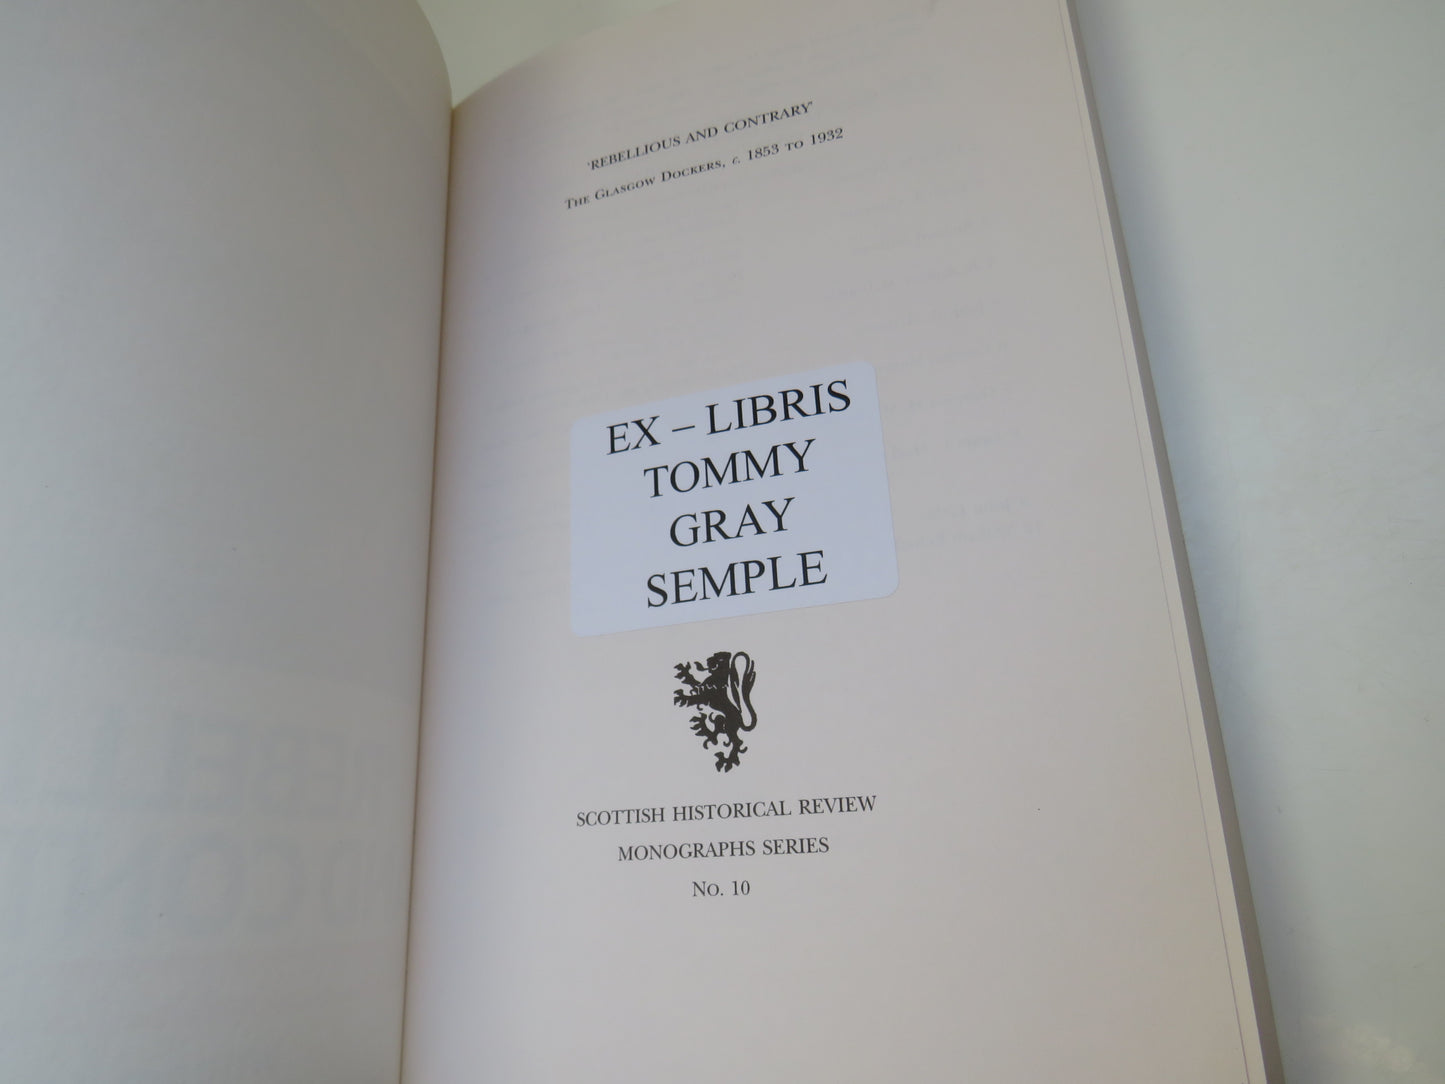 'REBELLIOUS AND CONTRARY'
THE GLASGOW DOCKERS, c. 1853 TO 1932
EX – LIBRIS
TOMMY
GRAY
SEMPLE
SCOTTISH HISTORICAL REVIEW
MONOGRAPHS SERIES
NO. 10